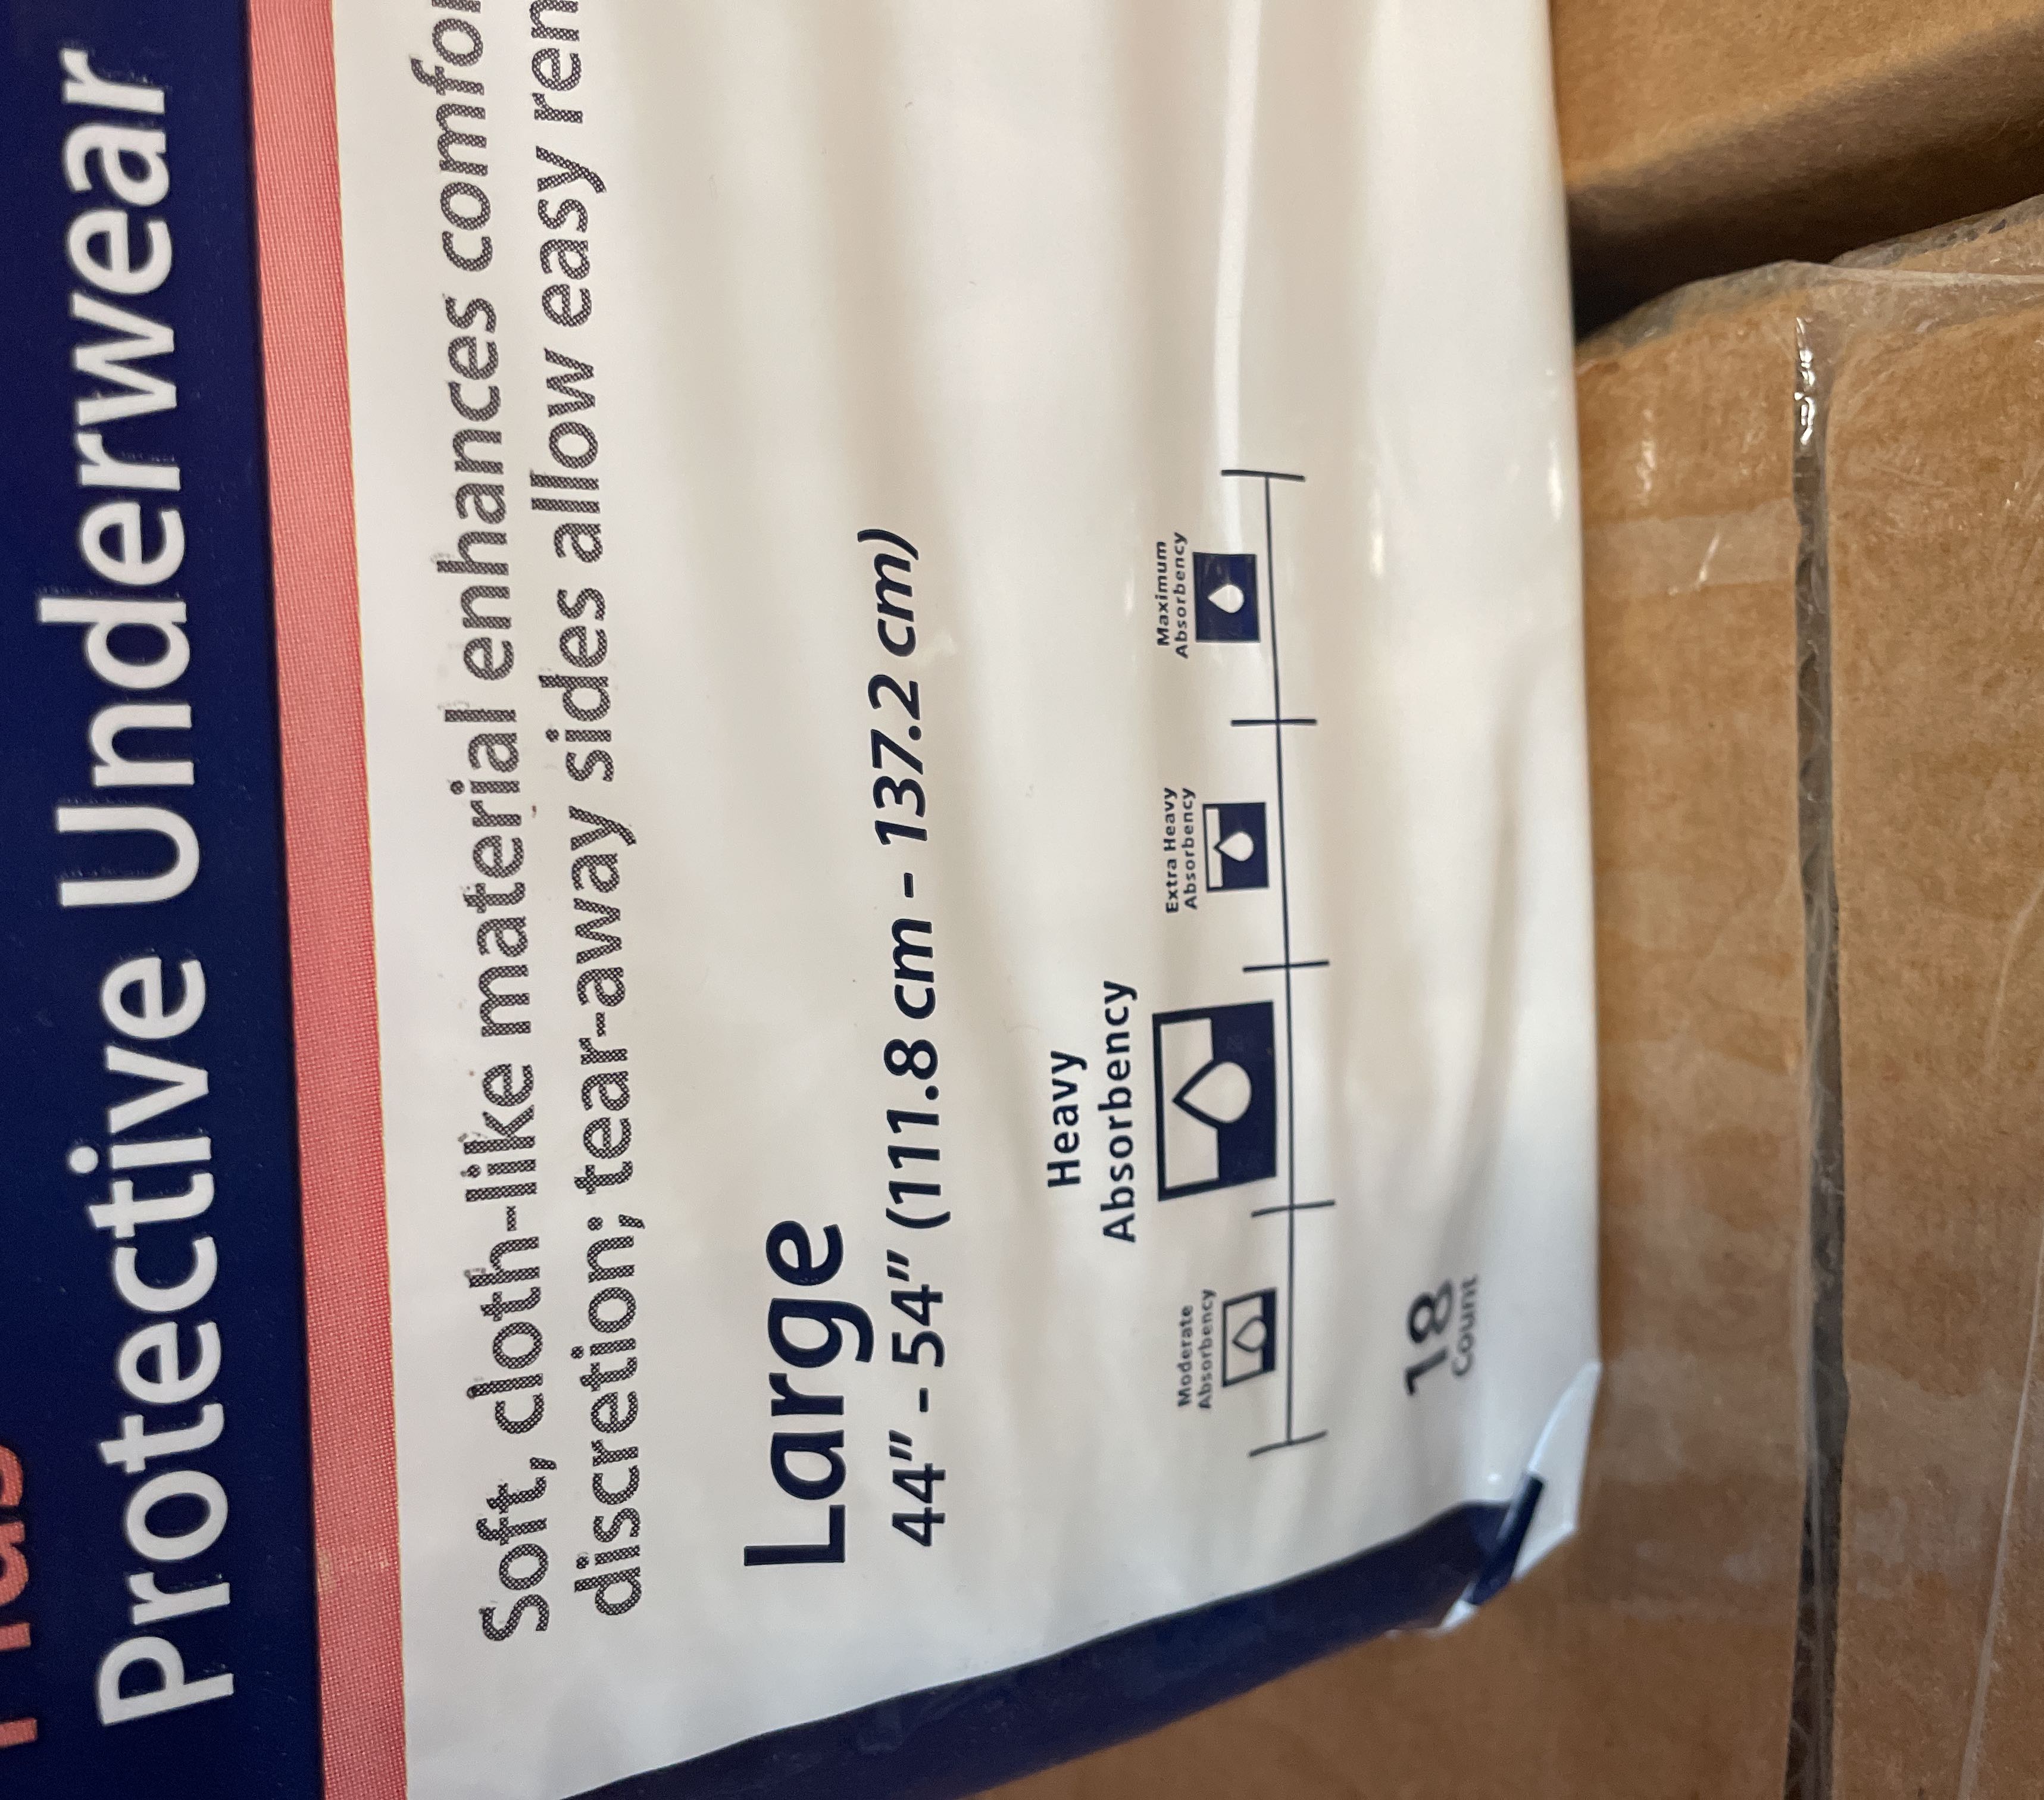 Protective Underwear
Soft, cloth-like material enhances
discretion; tear-away sides allow easy
Large
44" - 54" (111.8 cm - 137.2 cm)
Heavy
Absorbency
Moderate
Absorbency
Extra Heavy
Absorbency
Maximum
Absorbency
18
Count